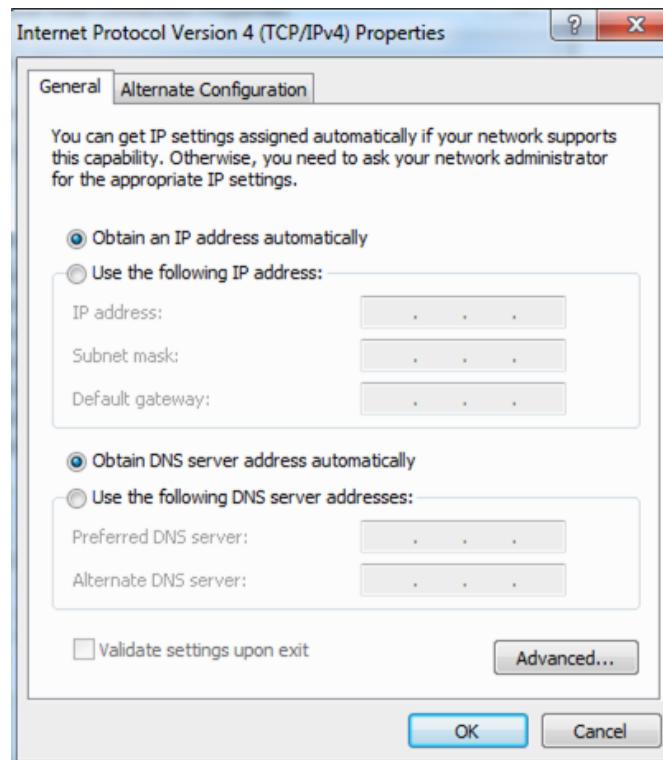 Internet Protocol Version 4 (TCP/IPv4) Properties
General
Alternate Configuration
You can get IP settings assigned automatically if your network supports
this capability. Otherwise, you need to ask your network administrator
for the appropriate IP settings.
Obtain an IP address automatically
Use the following IP address:
IP address:
Subnet mask:
Default gateway:
Obtain DNS server address automatically
Use the following DNS server addresses:
Preferred DNS server:
Alternate DNS server:
Validate settings upon exit
Advanced...
OK
Cancel